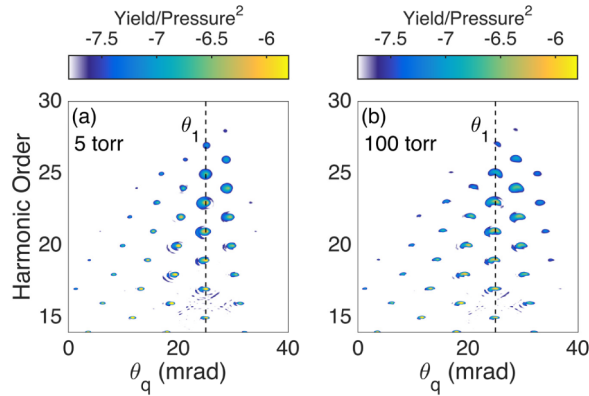 Yield/Pressure² Yield/Pressure²
-7.5 -7 -6.5 -6 -7.5 -7 -6.5 -6
30 30
(a) (b)
θ₁ θ₁
5 torr 100 torr
25 25
Harmonic Order
20 20
15 15
0 20 40 0 20 40
θq (mrad) θq (mrad)